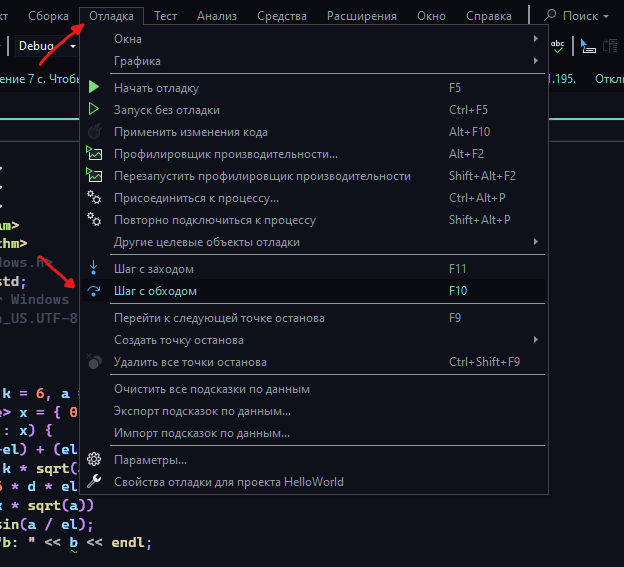 кт Сборка Отладка Тест Анализ Средства Расширения Окно Справка Поиск
Debug abc
ение 7 с. Чтобы 1.195. Откл
Окна
Графика
Начать отладку F5
Запуск без отладки Ctrl+F5
Применить изменения кода Alt+F10
Профилировщик производительности... Alt+F2
Перезапустить профилировщик производительности Shift+Alt+F2
Присоединиться к процессу... Ctrl+Alt+P
Повторно подключиться к процессу Shift+Alt+P
Другие целевые объекты отладки
Шаг с заходом F11
Шаг с обходом F10
Перейти к следующей точке останова F9
Создать точку останова
Удалить все точки останова Ctrl+Shift+F9
Очистить все подсказки по данным
Экспорт подсказок по данным...
Импорт подсказок по данным...
Параметры...
Свойства отладки для проекта HelloWorld
>
>
>
am>
thm>
dows.h>
std;
> Windows
n_US.UTF-8
k = 6, a =
e> x = { 0
: x) {
+el) + (el
k * sqrt(
5 * d * el
x * sqrt(a))
sin(a / el);
"b: " << b << endl;